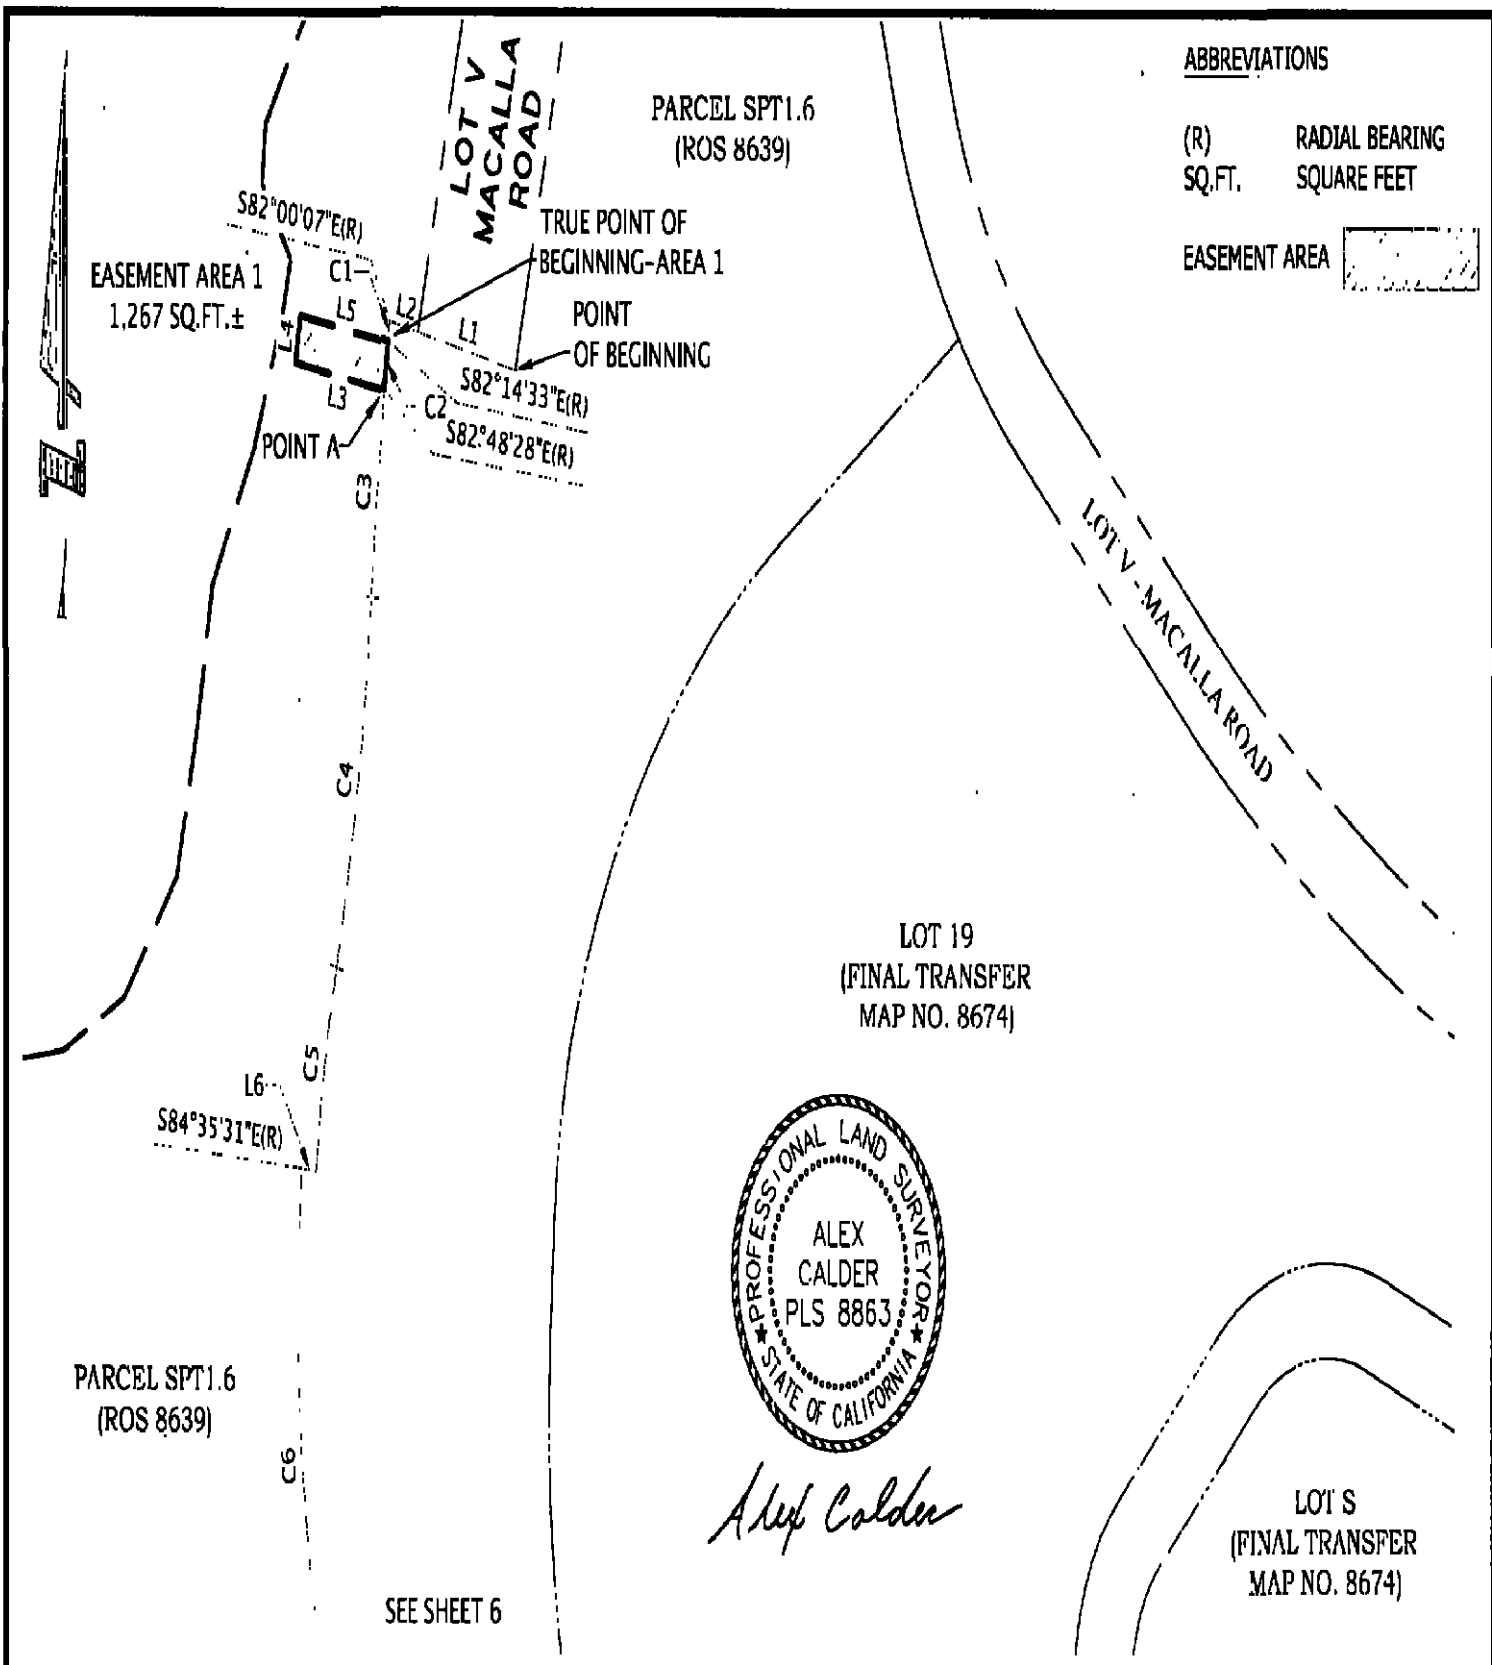 ABBREVIATIONS
(R) RADIAL BEARING
SQ.FT. SQUARE FEET
EASEMENT AREA
LOT V
MACALLA
ROAD
PARCEL SPT1.6
(ROS 8639)
S82°00'07"E(R)
TRUE POINT OF
BEGINNING-AREA 1
EASEMENT AREA 1
1,267 SQ.FT.±
C1
L5
L2
L1
L4
POINT
OF BEGINNING
L3
S82°14'33"E(R)
C2
S82°48'28"E(R)
POINT A
C3
LOT V - MACALLA ROAD
C4
LOT 19
(FINAL TRANSFER
MAP NO. 8674)
C5
L6
S84°35'31"E(R)
PROFESSIONAL LAND SURVEYOR
ALEX
CALDER
PLS 8863
STATE OF CALIFORNIA
PARCEL SPT1.6
(ROS 8639)
C6
Alex Calder
LOT S
(FINAL TRANSFER
MAP NO. 8674)
SEE SHEET 6